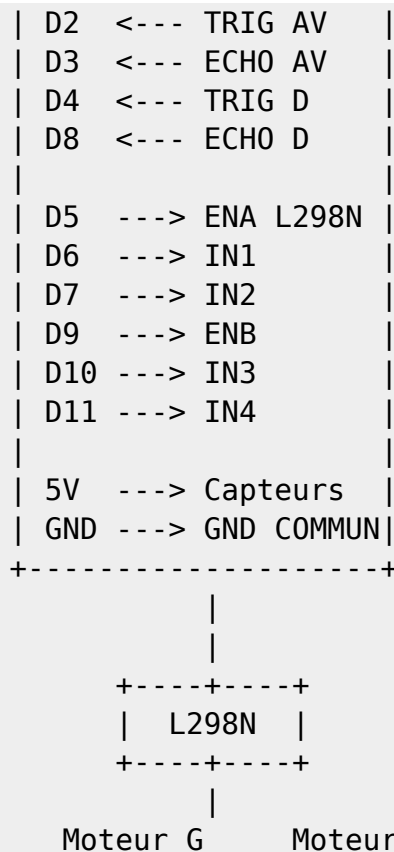 | D2  <--- TRIG AV   |
| D3  <--- ECHO AV   |
| D4  <--- TRIG D    |
| D8  <--- ECHO D    |
|                    |
| D5  ---> ENA L298N |
| D6  ---> IN1       |
| D7  ---> IN2       |
| D9  ---> ENB       |
| D10 ---> IN3       |
| D11 ---> IN4       |
|                    |
| 5V  ---> Capteurs  |
| GND ---> GND COMMUN|
+--------------------+
           |
           |
      +----+----+
      |  L298N  |
      +----+----+
           |
   Moteur G     Moteur